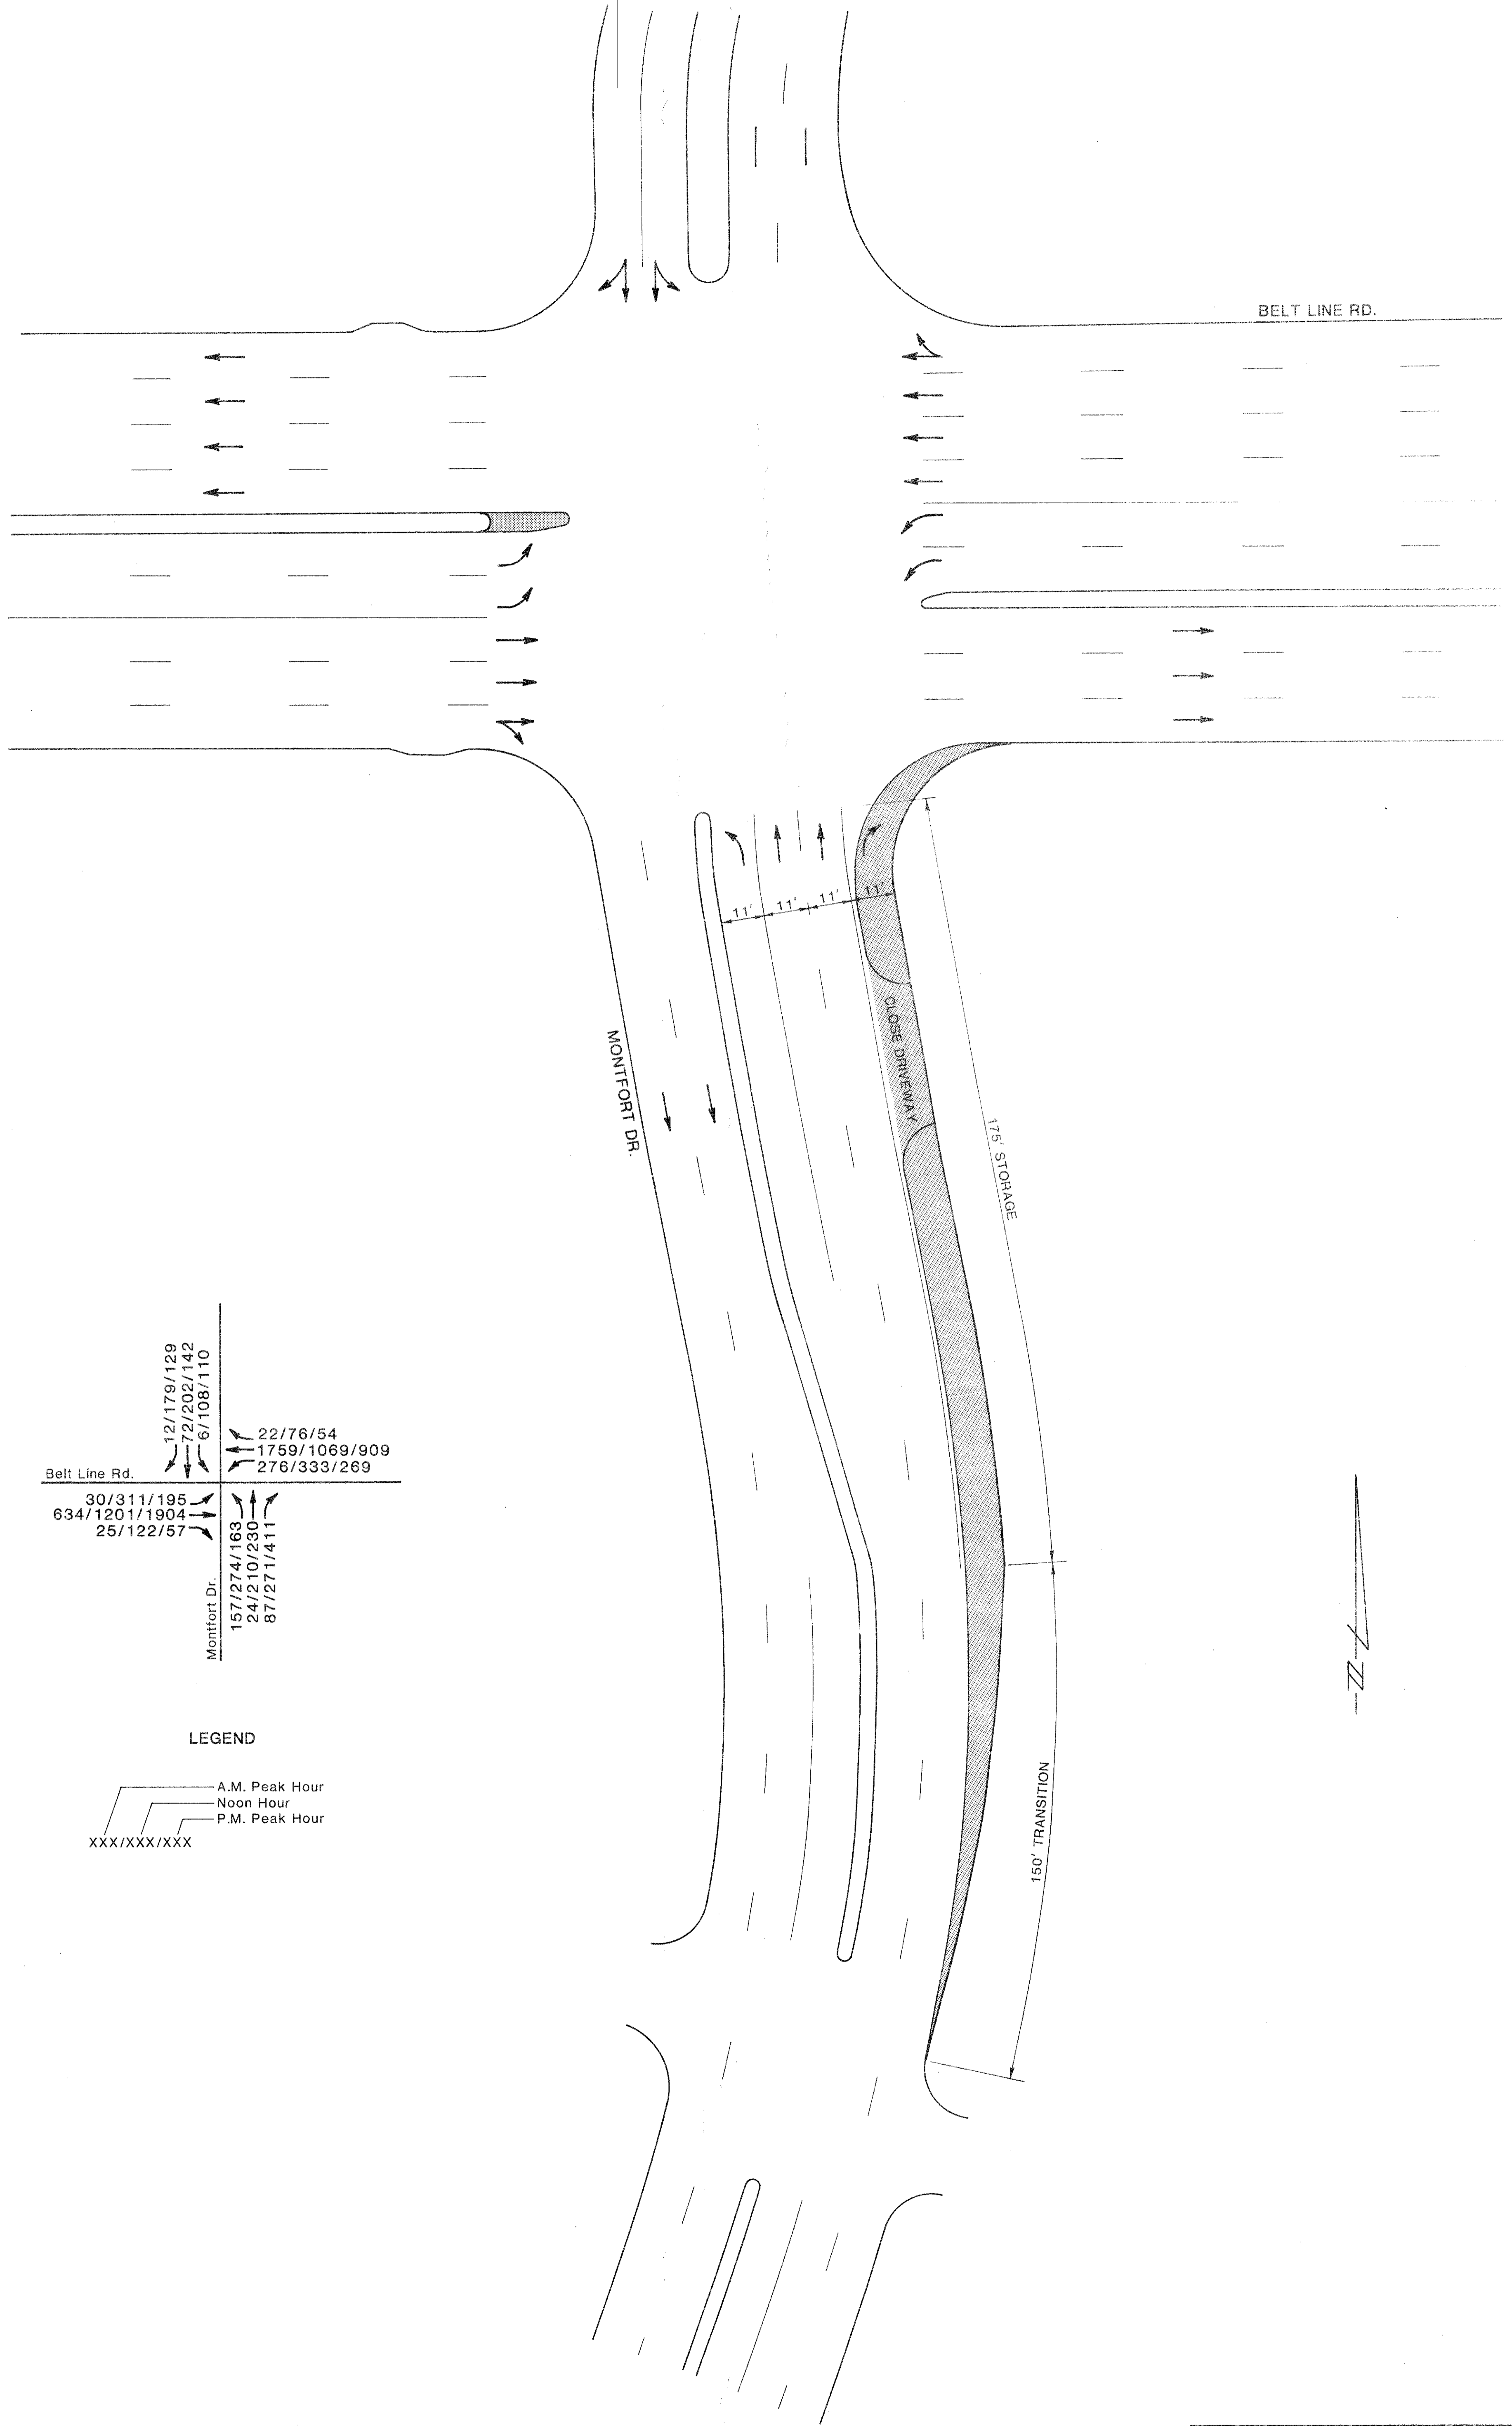 BELT LINE RD.
11'
11'
11'
11'
CLOSE DRIVEWAY
MONTFORT DR.
175' STORAGE
12/179/129
72/202/142
6/108/110
22/76/54
1759/1069/909
276/333/269
Belt Line Rd.
30/311/195
634/1201/1904
25/122/57
157/274/163
24/210/230
87/271/411
Montfort Dr.
N
LEGEND
A.M. Peak Hour
Noon Hour
P.M. Peak Hour
XXX/XXX/XXX
150' TRANSITION